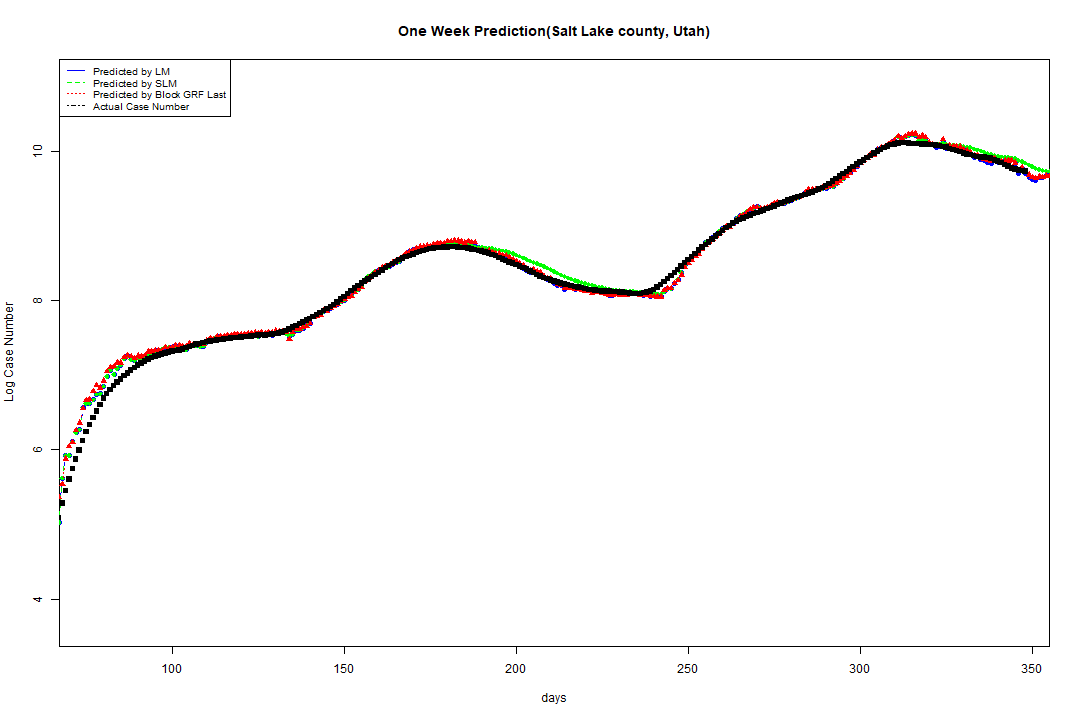 One Week Prediction(Salt Lake county, Utah)
Predicted by LM
Predicted by SLM
Predicted by Block GRF Last
Actual Case Number
10
8
6
4
Log Case Number
100 150 200 250 300 350
days